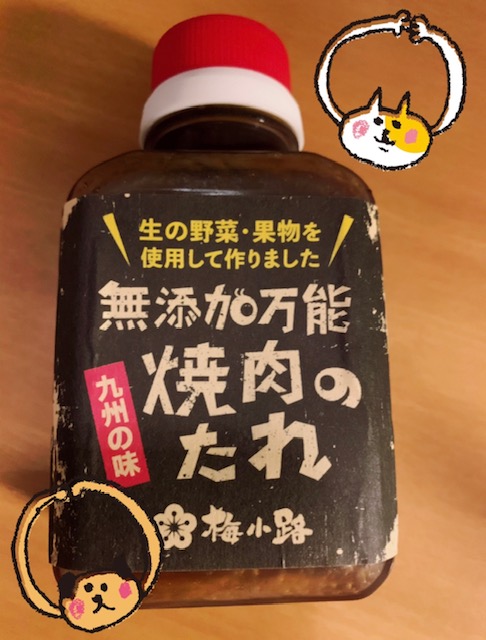 生の野菜・果物を
使用して作りました
無添加万能
焼肉の
たれ
九州の味
梅小路